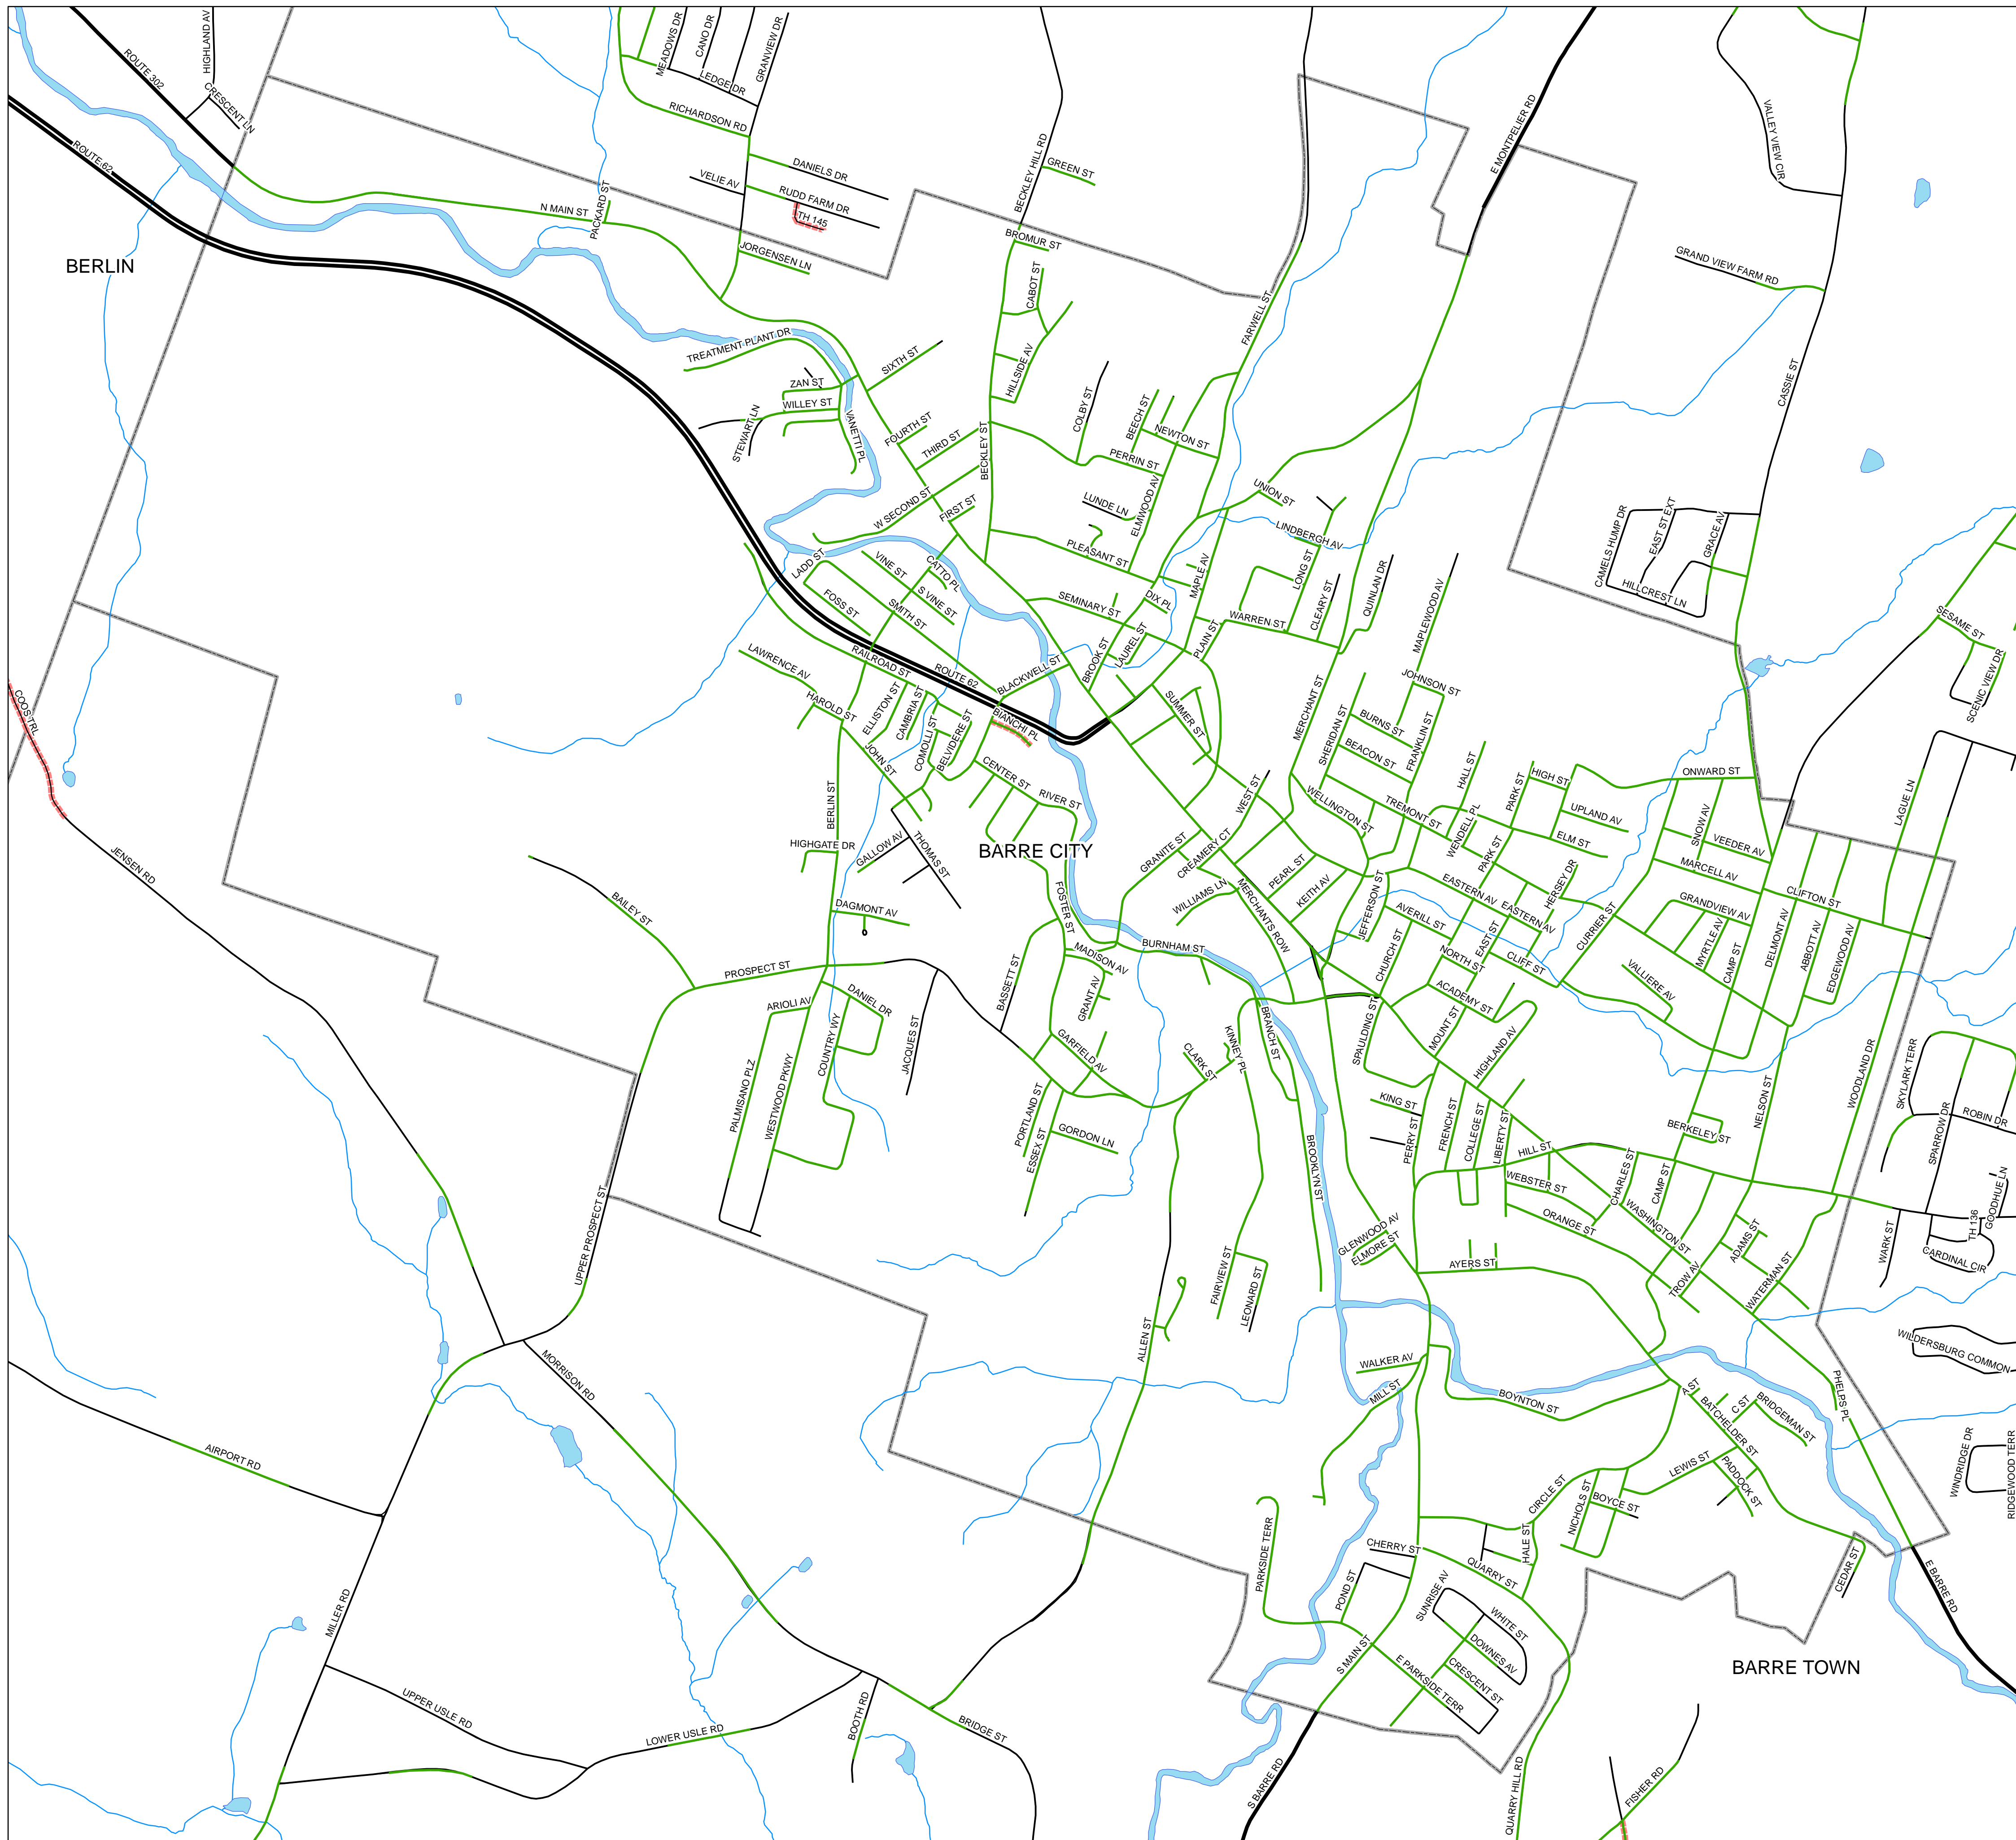 ROUTE 302
HIGHLAND AV
CRESCENT LN
ROUTE 62
BERLIN
MEADOWS DR
CANO DR
GRANVIEW DR
LEDGE DR
RICHARDSON RD
DANIELS DR
VELIE AV
RUDD FARM DR
TH 145
PACKARD ST
N MAIN ST
JORGENSEN LN
BECKLEY HILL RD
GREEN ST
BROMUR ST
CABOT ST
HILLSIDE AV
FARWELL ST
E MONTPELIER RD
VALLEY VIEW CIR
GRAND VIEW FARM RD
CASSIE ST
TREATMENT PLANT DR
SIXTH ST
ZAN ST
WILLEY ST
STEWART LN
VANETTI PL
FOURTH ST
THIRD ST
W SECOND ST
FIRST ST
BECKLEY ST
COLBY ST
BEECH ST
NEWTON ST
PERRIN ST
LUNDE LN
ELMWOOD AV
UNION ST
LINDBERGH AV
PLEASANT ST
MAPLE AV
LONG ST
CLEARY ST
QUINLAN DR
MAPLEWOOD AV
CAMELS HUMP DR
EAST ST EXT
GRACE AV
HILLCREST LN
SESAME ST
SCENIC VIEW DR
LADD ST
VINE ST
CATTO PL
S VINE ST
FOSS ST
SMITH ST
SEMINARY ST
DIX PL
LAUREL ST
BROOK ST
PLAIN ST
WARREN ST
LAWRENCE AV
RAILROAD ST
ROUTE 62
BLACKWELL ST
HAROLD ST
ELLISTON ST
CAMBRIA ST
COMOLLI ST
BELVIDERE ST
BIANCHI PL
JOHN ST
SUMMER ST
MERCHANT ST
JOHNSON ST
SHERIDAN ST
BURNS ST
BEACON ST
FRANKLIN ST
COOS TRL
CENTER ST
RIVER ST
BERLIN ST
WEST ST
WELLINGTON ST
TREMONT ST
HALL ST
WENDELL PL
PARK ST
HIGH ST
UPLAND AV
ELM ST
ONWARD ST
SNOW AV
VEEDER AV
LAGUE LN
HIGHGATE DR
GALLOW AV
THOMAS ST
BARRE CITY
GRANITE ST
CREAMERY CT
WILLIAMS LN
PEARL ST
KEITH AV
MERCHANTS ROW
JEFFERSON ST
PARK ST
EASTERN AV
EASTERN AV
HERSEY DR
MARCELL AV
CLIFTON ST
GRANDVIEW AV
JENSEN RD
BAILEY ST
DAGMONT AV
FOSTER ST
BURNHAM ST
AVERILL ST
CHURCH ST
NORTH ST
EAST ST
CLIFF ST
CURRIER ST
VALLIERE AV
MYRTLE AV
CAMP ST
DELMONT AV
ABBOTT AV
EDGEWOOD AV
PROSPECT ST
ARIOLI AV
DANIEL DR
BASSETT ST
MADISON AV
GRANT AV
COUNTRY WY
JACQUES ST
PALMISANO PLZ
WESTWOOD PKWY
GARFIELD AV
CLARK ST
KINNEY PL
BRANCH ST
SPAULDING ST
ACADEMY ST
MOUNT ST
HIGHLAND AV
WOODLAND DR
SKYLARK TERR
SPARROW DR
ROBIN DR
PORTLAND ST
ESSEX ST
GORDON LN
BROOKLYN ST
KING ST
PERRY ST
FRENCH ST
COLLEGE ST
LIBERTY ST
HILL ST
BERKELEY ST
NELSON ST
WEBSTER ST
CHARLES ST
CAMP ST
ORANGE ST
WASHINGTON ST
ADAMS ST
TROW AV
WATERMAN ST
WARK ST
TH 136
GOODHUE LN
CARDINAL CIR
UPPER PROSPECT ST
GLENWOOD AV
ELMORE ST
AYERS ST
FAIRVIEW ST
LEONARD ST
ALLEN ST
WILDERSBURG COMMON
MORRISON RD
WALKER AV
MILL ST
BOYNTON ST
A ST
BATCHELDER ST
C ST
BRIDGEMAN ST
PHELPS PL
AIRPORT RD
LEWIS ST
PADDOCK ST
WINDRIDGE DR
RIDGEWOOD TERR
CIRCLE ST
NICHOLS ST
BOYCE ST
PARKSIDE TERR
CHERRY ST
HALE ST
QUARRY ST
POND ST
SUNRISE AV
WHITE ST
DOWNES AV
CRESCENT ST
E PARKSIDE TERR
S MAIN ST
CEDAR ST
E BARRE RD
BARRE TOWN
MILLER RD
UPPER USLE RD
LOWER USLE RD
BOOTH RD
BRIDGE ST
S BARRE RD
QUARRY HILL RD
FISHER RD